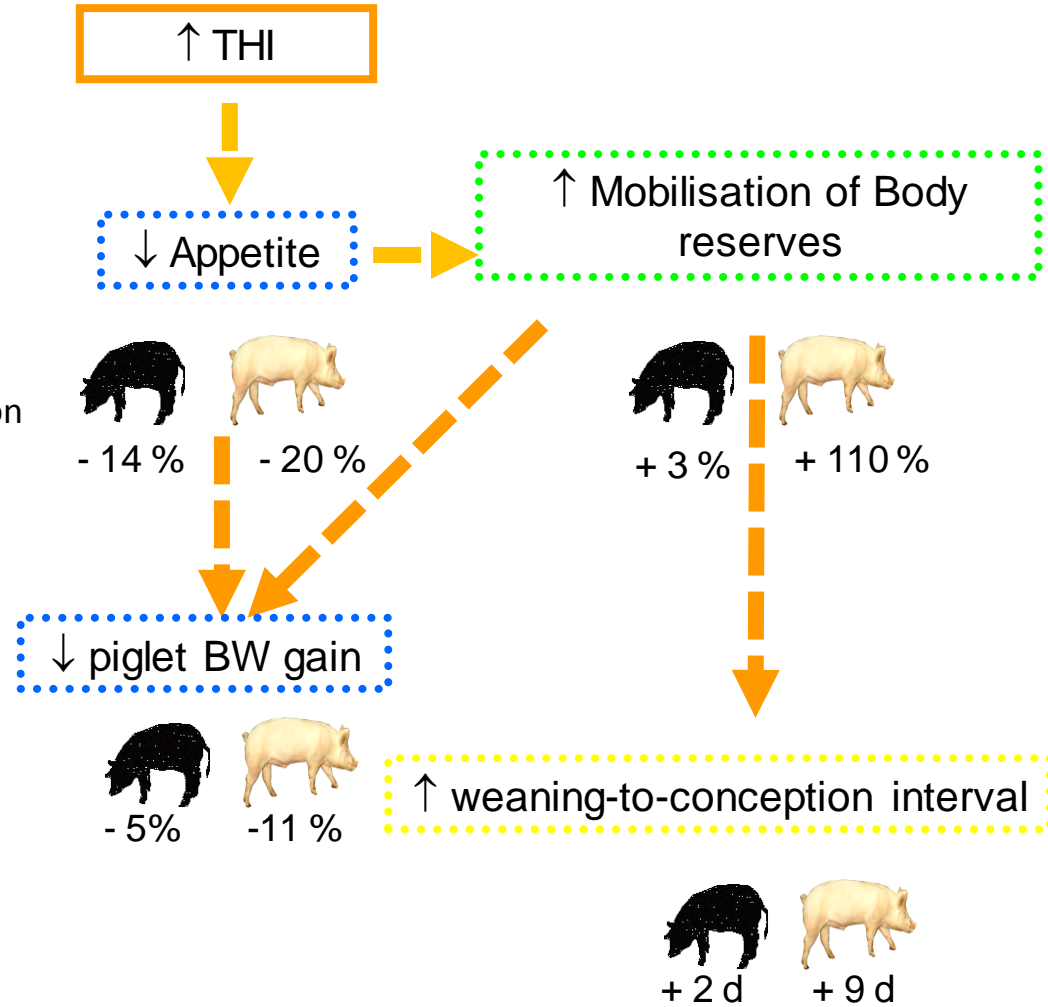 ↑ THI
↓ Appetite
↑ Mobilisation of Body
reserves
on
- 14 %
- 20 %
+ 3 %
+ 110 %
↓ piglet BW gain
- 5%
-11 %
↑ weaning-to-conception interval
+ 2 d
+ 9 d